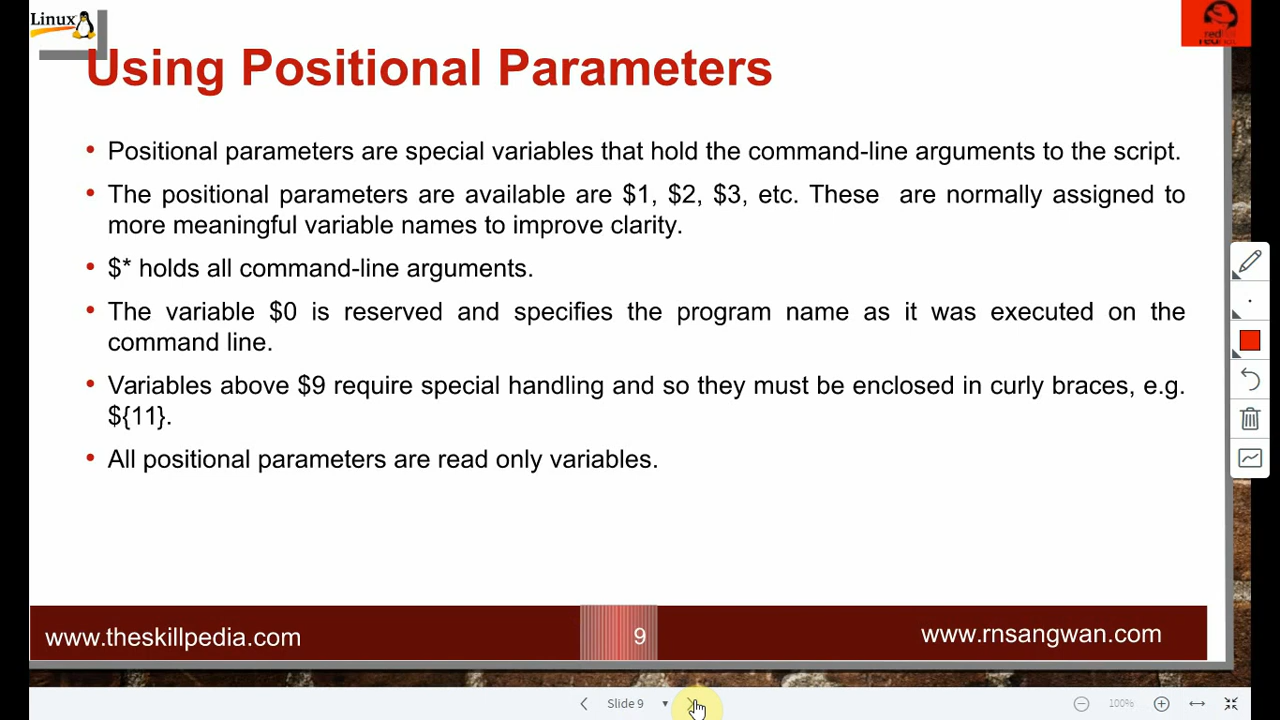 Linux
Using Positional Parameters
• Positional parameters are special variables that hold the command-line arguments to the script.
• The positional parameters are available are $1, $2, $3, etc. These are normally assigned to
more meaningful variable names to improve clarity.
• $* holds all command-line arguments.
• The variable $0 is reserved and specifies the program name as it was executed on the
command line.
• Variables above $9 require special handling and so they must be enclosed in curly braces, e.g.
${11}.
• All positional parameters are read only variables.
www.theskillpedia.com
9
www.rnsangwan.com
Slide 9
100%